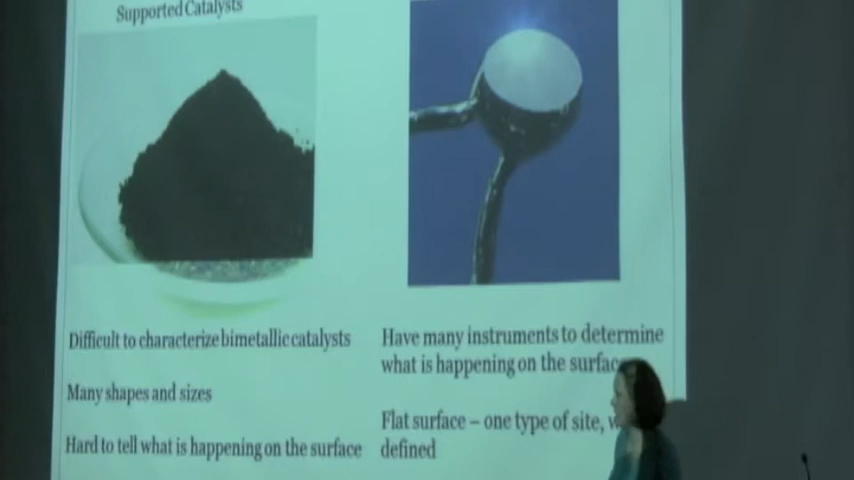 Supported Catalysts
Difficult to characterize bimetallic catalysts
Many shapes and sizes
Hard to tell what is happening on the surface
Have many instruments to determine
what is happening on the surfac
Flat surface – one type of site, w
defined